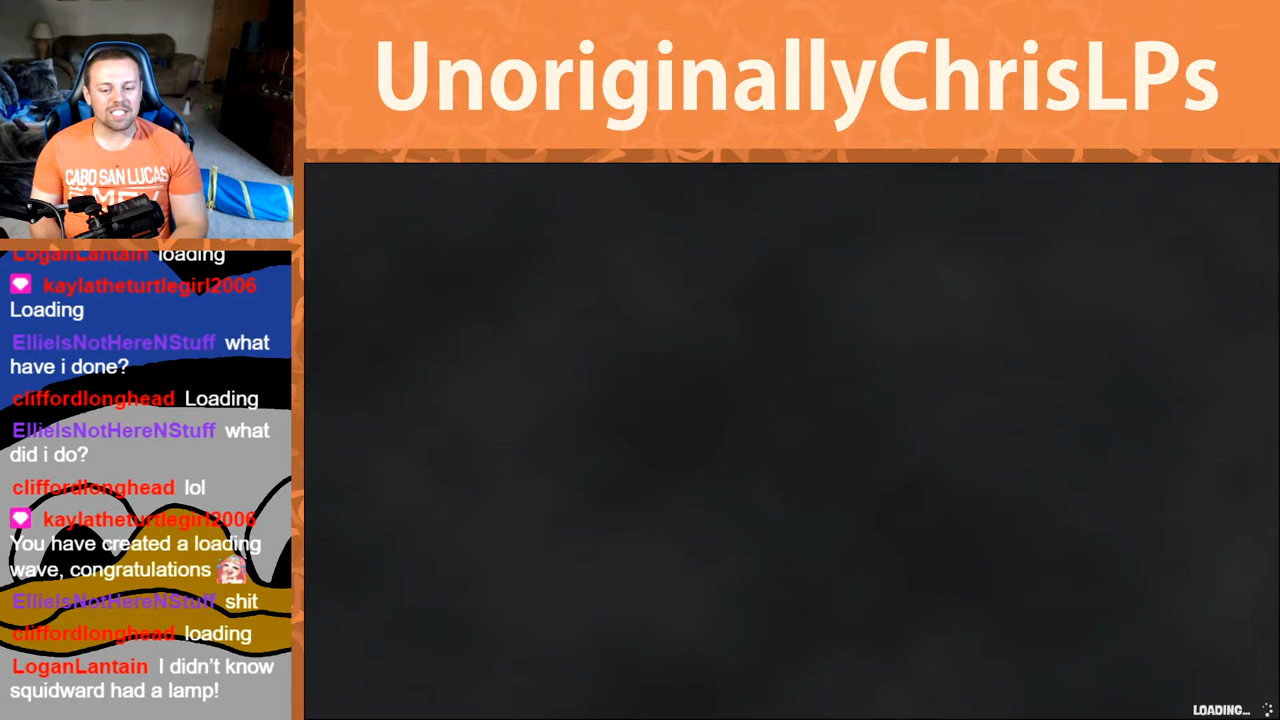 UnoriginallyChrisLPs
CABO SAN LUCAS
LoganLantain loading
kaylatheturtlegirl2006
Loading
EllieIsNotHereNStuff what
have i done?
cliffordlonghead Loading
EllieIsNotHereNStuff what
did i do?
cliffordlonghead lol
kaylatheturtlegirl2006
You have created a loading
wave, congratulations
EllieIsNotHereNStuff shit
cliffordlonghead loading
LoganLantain I didn't know
squidward had a lamp!
LOADING...